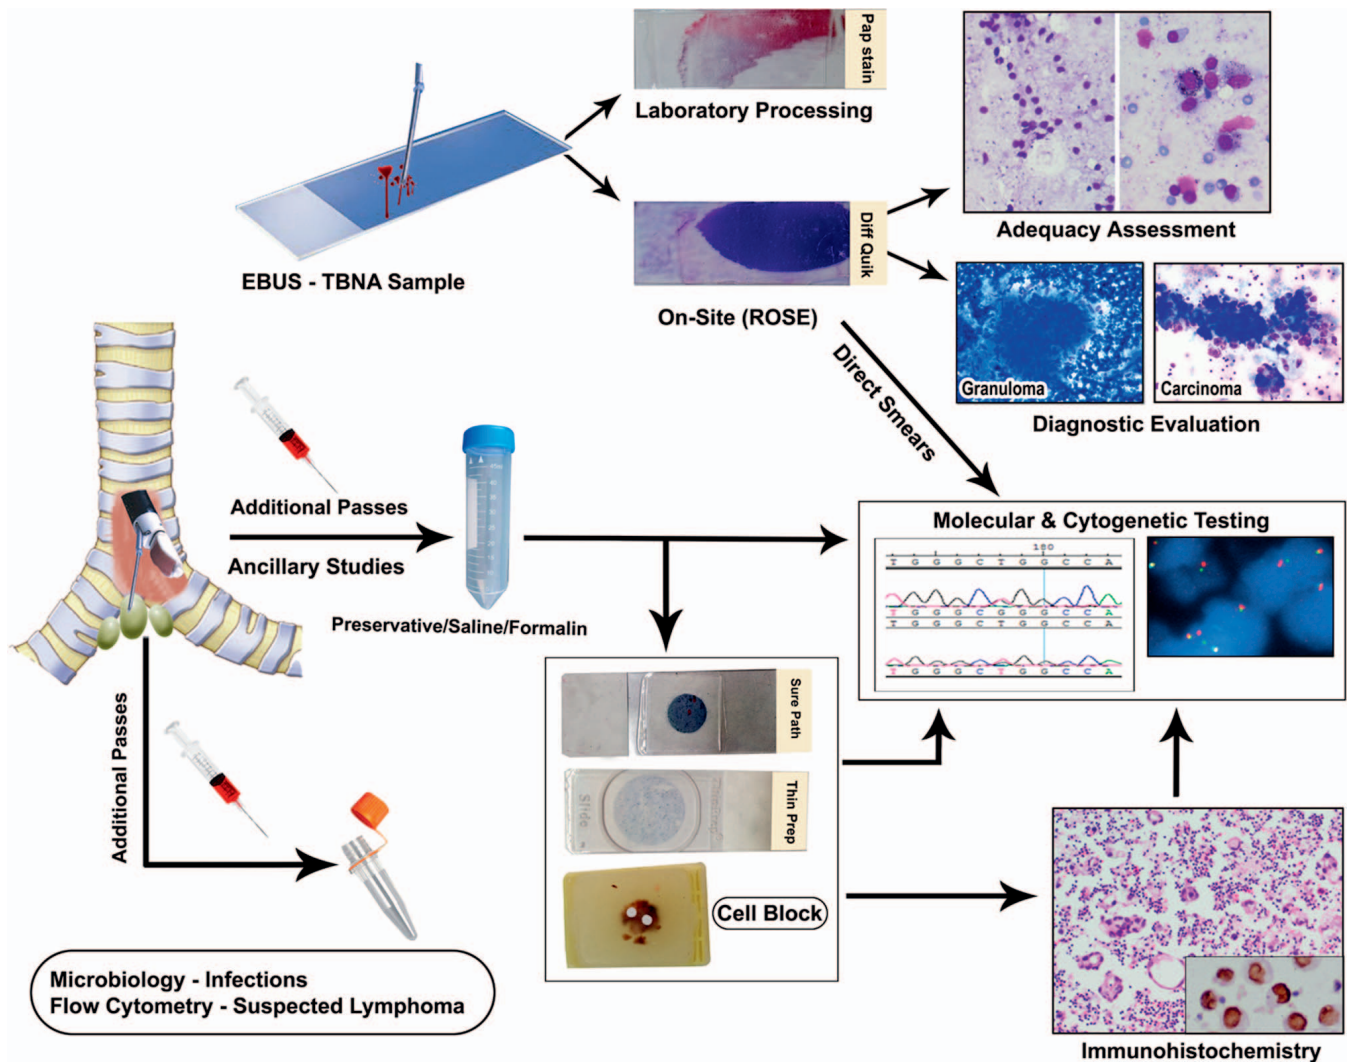 Pap stain
Laboratory Processing
EBUS - TBNA Sample
Diff Quik
On-Site (ROSE)
Adequacy Assessment
Granuloma
Carcinoma
Diagnostic Evaluation
Direct Smears
Additional Passes
Ancillary Studies
Preservative/Saline/Formalin
Molecular & Cytogenetic Testing
180
T G G G C T G G C C A
T G G G C T G G C C A
T G G G C T G G C C A
T G G G C T G G C C A
Sure Path
Slide
Thin Prep
Cell Block
Additional Passes
Microbiology - Infections
Flow Cytometry - Suspected Lymphoma
Immunohistochemistry